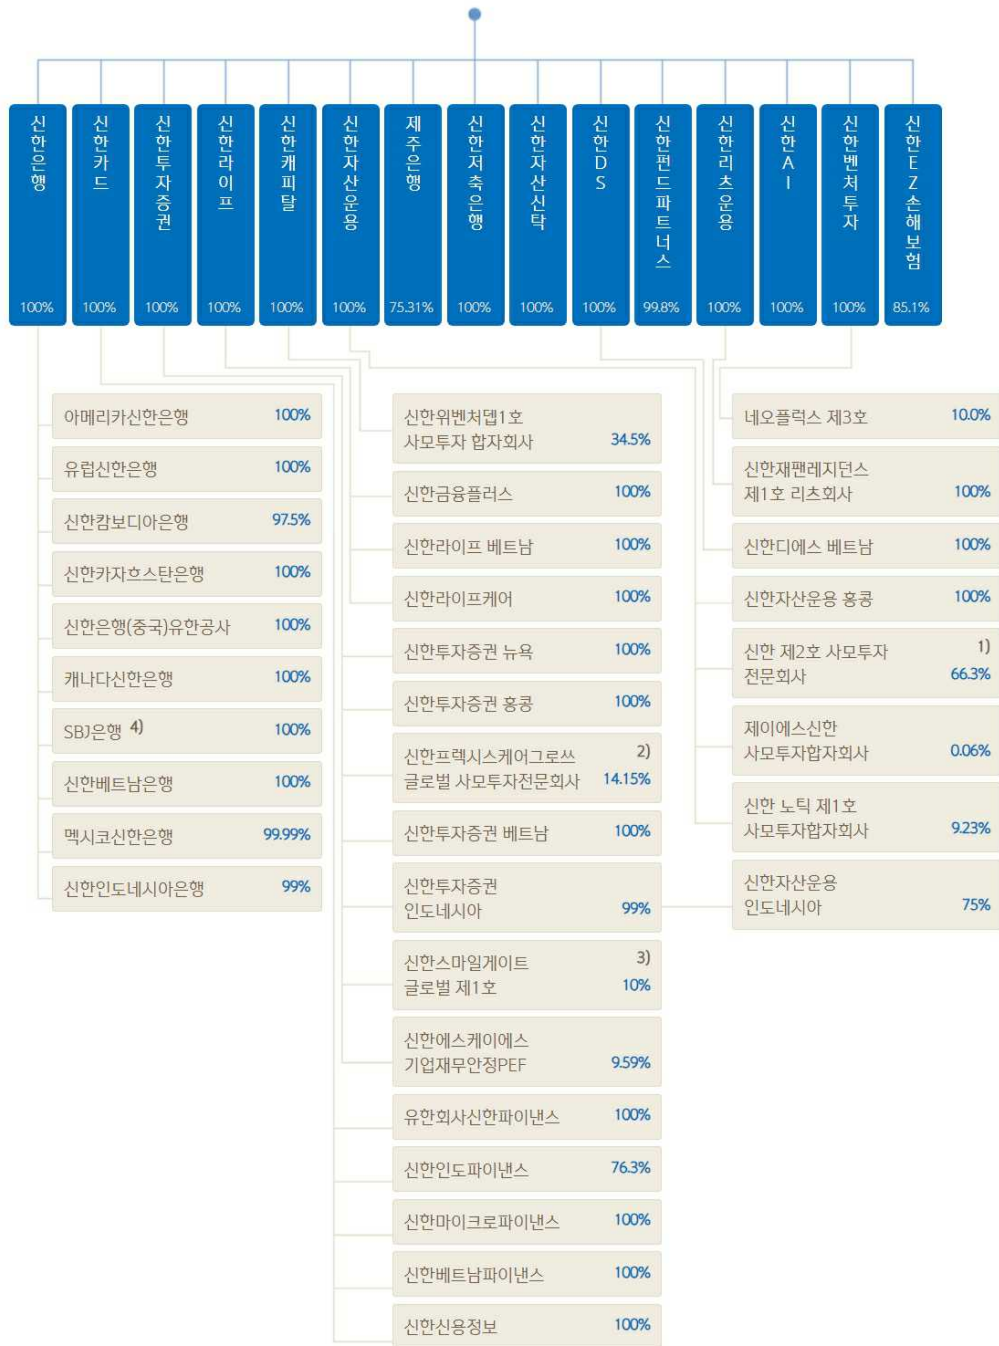 신한은행
100%
신한카드
100%
신한투자증권
100%
신한라이프
100%
신한캐피탈
100%
신한자산운용
100%
제주은행
75.31%
신한저축은행
100%
신한자산신탁
100%
신한DS
100%
신한펀드파트너스
99.8%
신한리츠운용
100%
신한AI
100%
신한벤처투자
100%
신한EZ손해보험
85.1%
아메리카신한은행 100%
유럽신한은행 100%
신한캄보디아은행 97.5%
신한카자흐스탄은행 100%
신한은행(중국)유한공사 100%
캐나다신한은행 100%
SBJ은행 4) 100%
신한베트남은행 100%
멕시코신한은행 99.99%
신한인도네시아은행 99%
신한위벤처뎁1호
사모투자 합자회사 34.5%
신한금융플러스 100%
신한라이프 베트남 100%
신한라이프케어 100%
신한투자증권 뉴욕 100%
신한투자증권 홍콩 100%
신한프렉시스케어그로쓰 2)
글로벌 사모투자전문회사 14.15%
신한투자증권 베트남 100%
신한투자증권
인도네시아 99%
신한스마일게이트 3)
글로벌 제1호 10%
신한에스케이에스
기업재무안정PEF 9.59%
유한회사신한파이낸스 100%
신한인도파이낸스 76.3%
신한마이크로파이낸스 100%
신한베트남파이낸스 100%
신한신용정보 100%
네오플럭스 제3호 10.0%
신한재팬레지던스
제1호 리츠회사 100%
신한디에스 베트남 100%
신한자산운용 홍콩 100%
신한 제2호 사모투자 1)
전문회사 66.3%
제이에스신한
사모투자합자회사 0.06%
신한 노틱 제1호
사모투자합자회사 9.23%
신한자산운용
인도네시아 75%